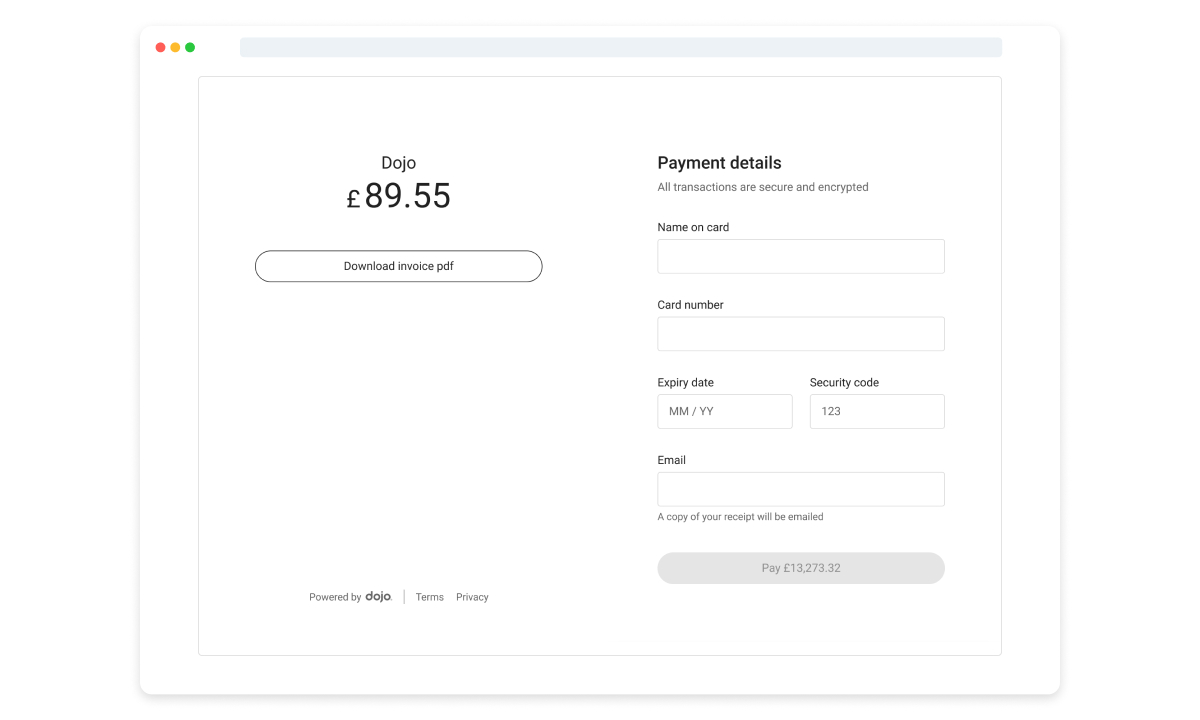 Dojo
£89.55
Download invoice pdf
Powered by dojo. Terms Privacy
Payment details
All transactions are secure and encrypted
Name on card
Card number
Expiry date Security code
MM / YY 123
Email
A copy of your receipt will be emailed
Pay £13,273.32